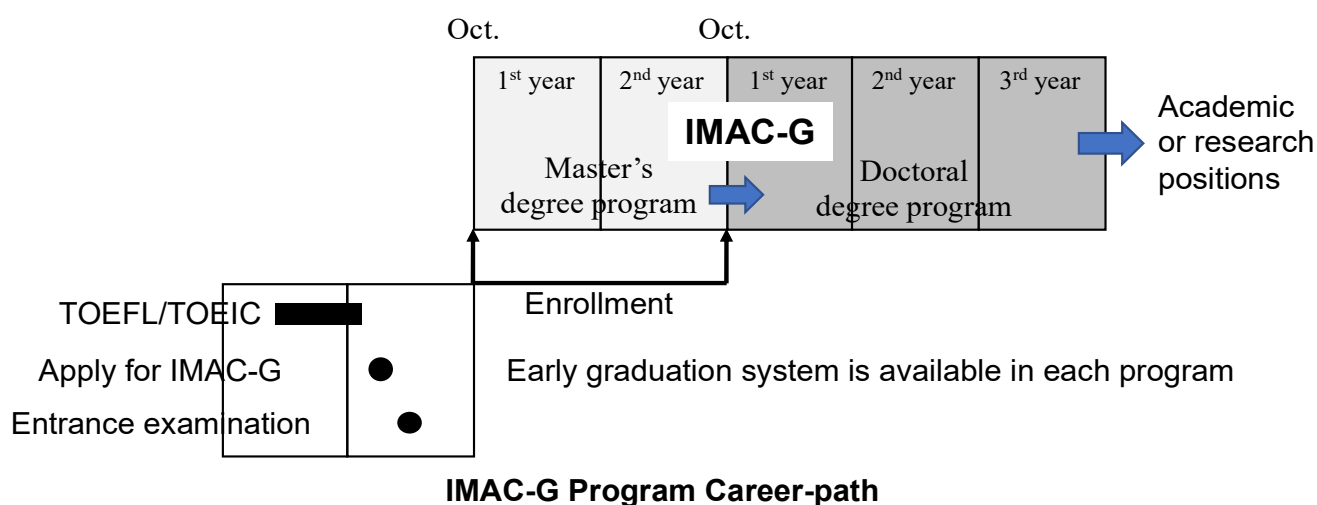 Oct.
Oct.
1st year
2nd year
1st year
2nd year
3rd year
IMAC-G
Master’s
degree program
Doctoral
degree program
Academic
or research
positions
Enrollment
TOEFL/TOEIC
Apply for IMAC-G
Entrance examination
Early graduation system is available in each program
IMAC-G Program Career-path